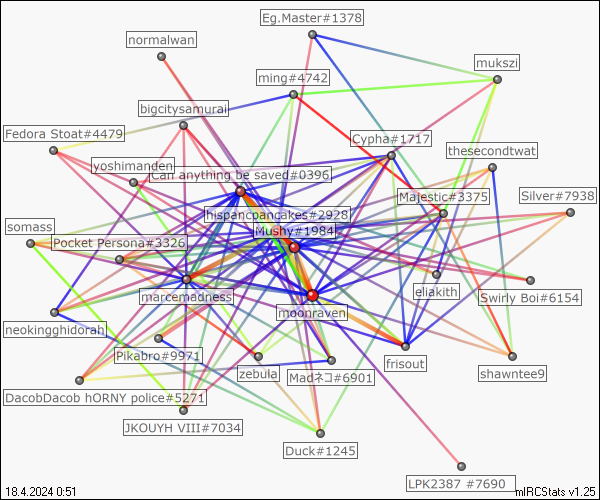 Eg.Master#1378
normalwan
mukszi
ming#4742
bigcitysamurai
Fedora Stoat#4479
Cypha#1717
thesecondtwat
yoshimanden
Can anything be saved#0396
Majestic#3375
Silver#7938
hispancpangakes#2928
somass
Mushy#1984
Pocket Persona#3326
marcemadness
eliakith
Swirly Boi#6154
moonraven
neokingghidorah
Pikabro#9971
zebula
Madネコ#6901
frisout
shawntee9
DacobDacob hORNY police#5271
JKOUYH VIII#7034
Duck#1245
LPK2387 #7690
18.4.2024 0:51
mIRCStats v1.25